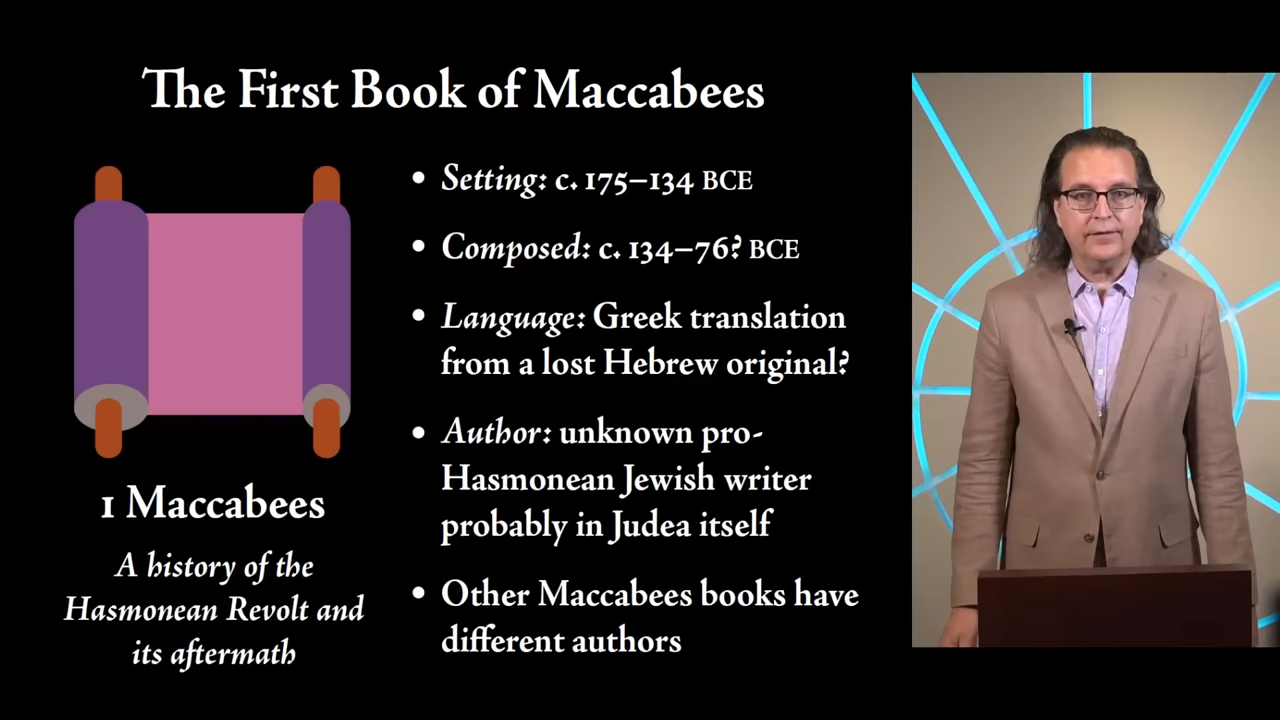 The First Book of Maccabees
1 Maccabees
A history of the
Hasmonean Revolt and
its aftermath
• Setting: c. 175–134 BCE
• Composed: c. 134–76? BCE
• Language: Greek translation
from a lost Hebrew original?
• Author: unknown pro-
Hasmonean Jewish writer
probably in Judea itself
• Other Maccabees books have
different authors